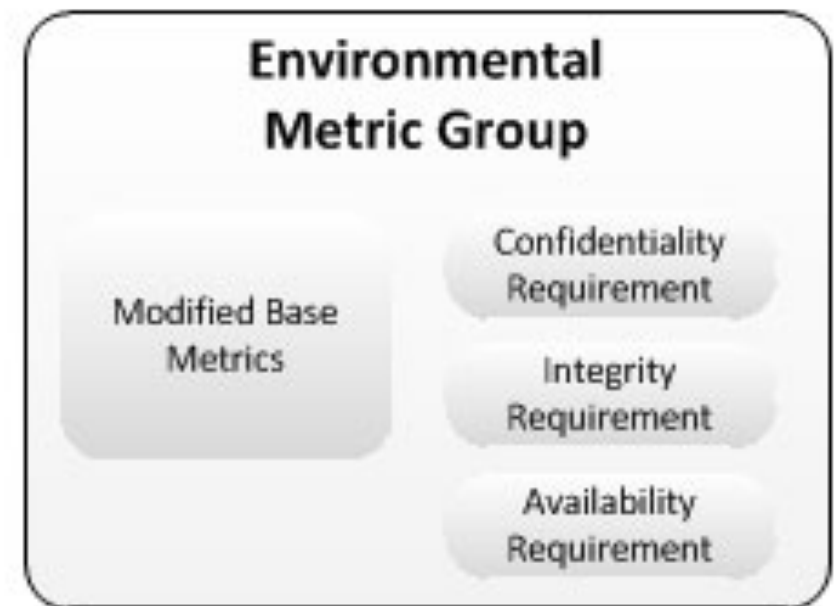 Environmental
Metric Group
Modified Base
Metrics
Confidentiality
Requirement
Integrity
Requirement
Availability
Requirement